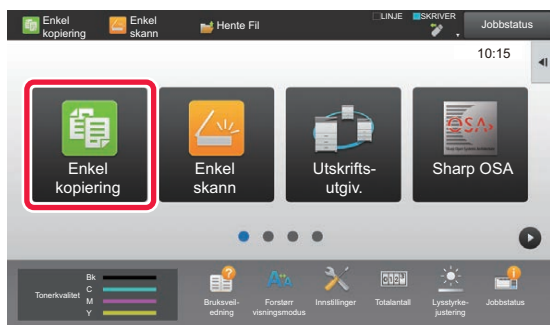 Enkel
kopiering
Enkel
skann
Hente Fil
LINJE
SKRIVER
Jobbstatus
10:15
Enkel
kopiering
Enkel
skann
Utskrifts-
utgiv.
Sharp OSA
OSA
Tonerkvalitet
Bk
C
M
Y
Bruksveil-
edning
Forstørr
visningsmodus
Innstillinger
Totalantall
Lysstyrke-
justering
Jobbstatus